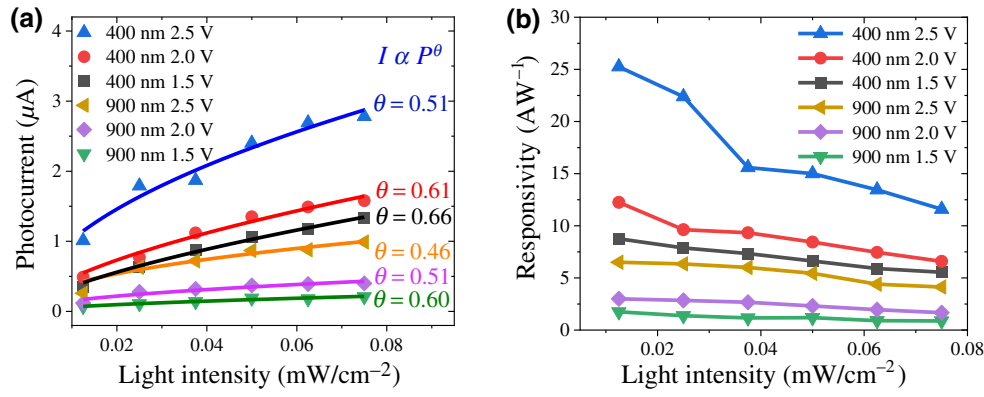 (a)
4
3
2
1
0
0.02
0.04
0.06
0.08
Photocurrent (μA)
Light intensity (mW/cm⁻²)
400 nm 2.5 V
400 nm 2.0 V
400 nm 1.5 V
900 nm 2.5 V
900 nm 2.0 V
900 nm 1.5 V
I α P^θ
θ = 0.51
θ = 0.61
θ = 0.66
θ = 0.46
θ = 0.51
θ = 0.60
(b)
30
25
20
15
10
5
0
0.02
0.04
0.06
0.08
Responsivity (AW⁻¹)
Light intensity (mW/cm⁻²)
400 nm 2.5 V
400 nm 2.0 V
400 nm 1.5 V
900 nm 2.5 V
900 nm 2.0 V
900 nm 1.5 V